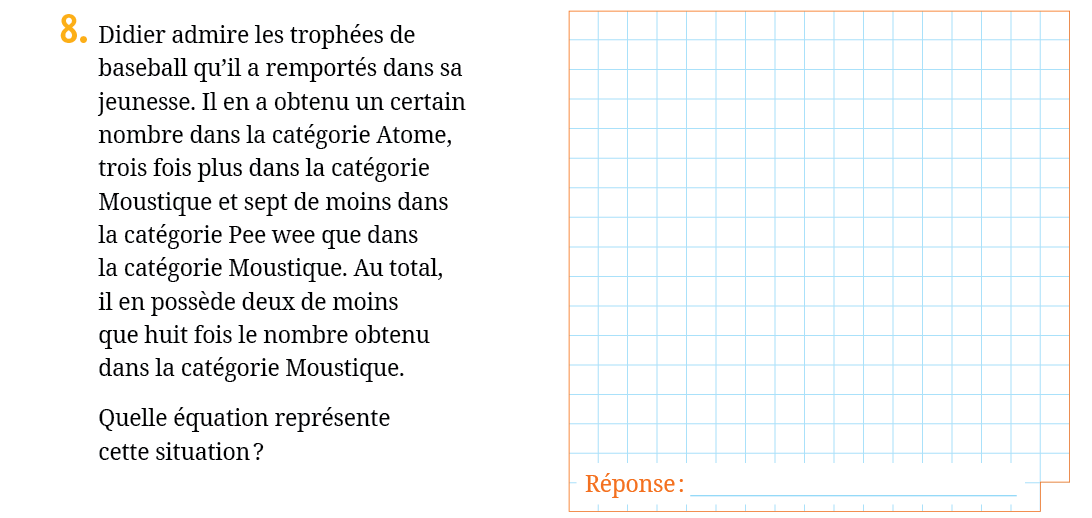 8. Didier admire les trophées de
baseball qu’il a remportés dans sa
jeunesse. Il en a obtenu un certain
nombre dans la catégorie Atome,
trois fois plus dans la catégorie
Moustique et sept de moins dans
la catégorie Pee wee que dans
la catégorie Moustique. Au total,
il en possède deux de moins
que huit fois le nombre obtenu
dans la catégorie Moustique.
Quelle équation représente
cette situation ?
Réponse :